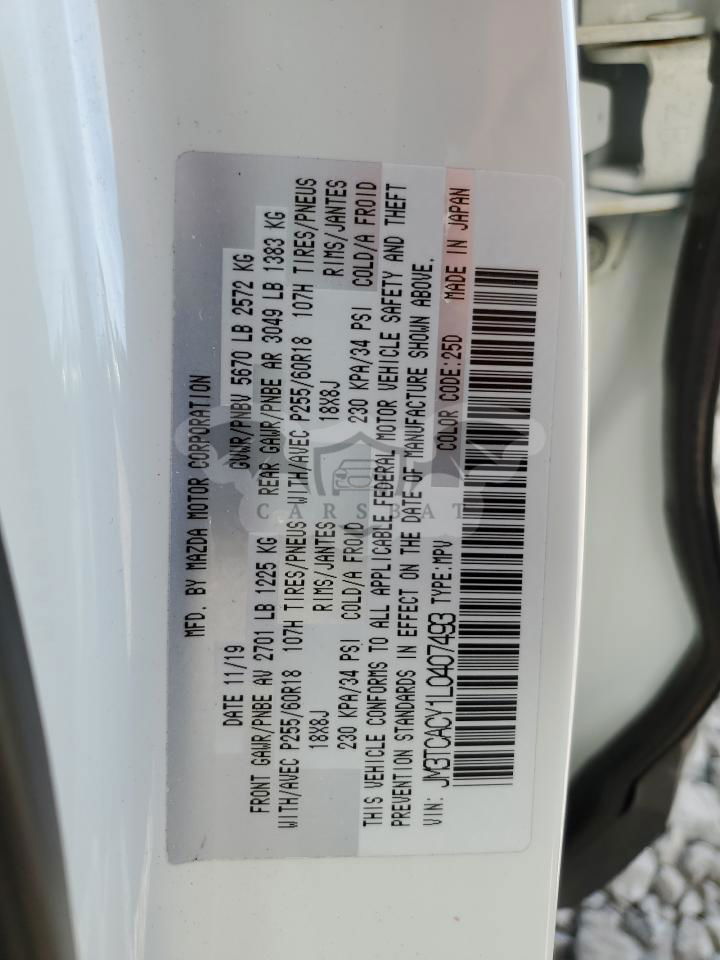 MFD. BY MAZDA MOTOR CORPORATION
DATE 11/19 GVWR/PNBV 5670 LB 2572 KG
FRONT GAWR/PNBE AV 2701 LB 1225 KG REAR GAWR/PNBE AR 3049 LB 1383 KG
WITH/AVEC P255/60R18 107H TIRES/PNEUS WITH/AVEC P255/60R18 107H TIRES/PNEUS
18X8J RIMS/JANTES 18X8J RIMS/JANTES
230 KPA/34 PSI COLD/A FROID 230 KPA/34 PSI COLD/A FROID
THIS VEHICLE CONFORMS TO ALL APPLICABLE FEDERAL MOTOR VEHICLE SAFETY AND THEFT
PREVENTION STANDARDS IN EFFECT ON THE DATE OF MANUFACTURE SHOWN ABOVE.
VIN: JM3TCACY1L0407493 TYPE:MPV COLOR CODE:25D MADE IN JAPAN
CARSBAT